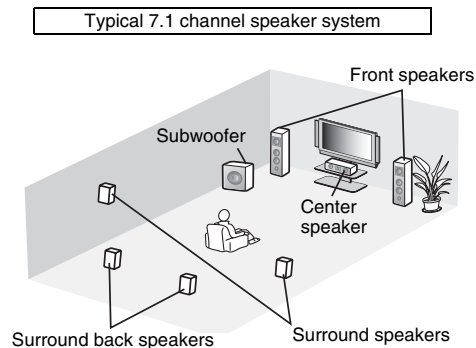 Typical 7.1 channel speaker system
Front speakers
Subwoofer
Center
speaker
Surround back speakers
Surround speakers